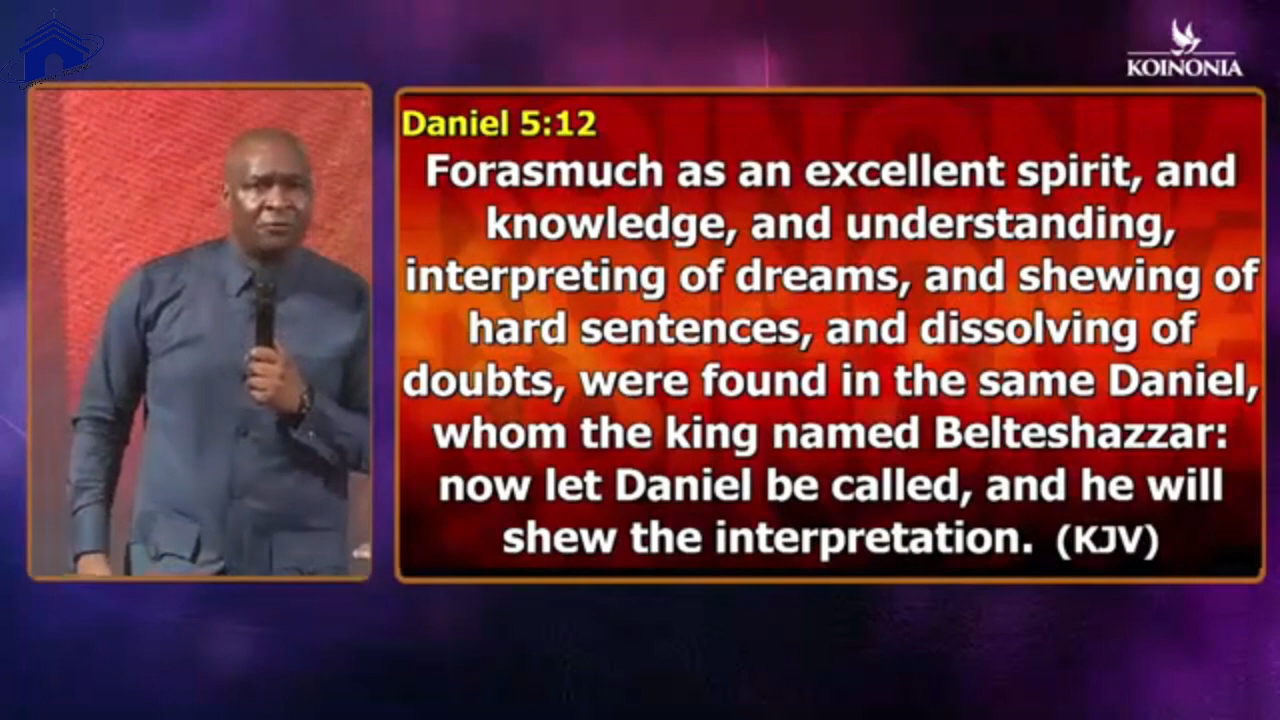 KOINONIA
Daniel 5:12
Forasmuch as an excellent spirit, and
knowledge, and understanding,
interpreting of dreams, and shewing of
hard sentences, and dissolving of
doubts, were found in the same Daniel,
whom the king named Belteshazzar:
now let Daniel be called, and he will
shew the interpretation. (KJV)